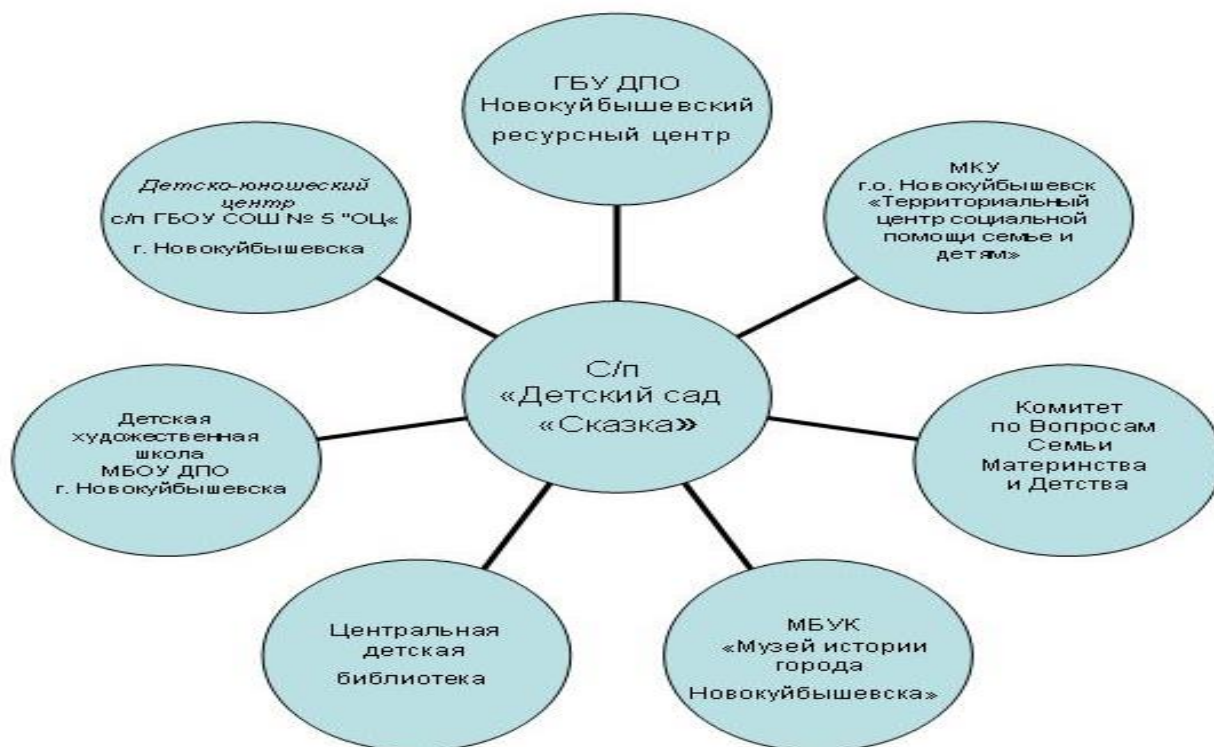 ГБУ ДПО
Новокуйбышевский
ресурсный центр
Детско-юношеский
центр
с/п ГБОУ СОШ № 5 "ОЦ«
г. Новокуйбышевска
МКУ
г.о. Новокуйбышевск
«Территориальный
центр социальной
помощи семье и
детям»
С/п
«Детский сад
«Сказка»
Детская
художественная
школа
МБОУ ДПО
г. Новокуйбышевска
Комитет
по Вопросам
Семьи
Материнства
и Детства
Центральная
детская
библиотека
МБУК
«Музей истории
города
Новокуйбышевска»